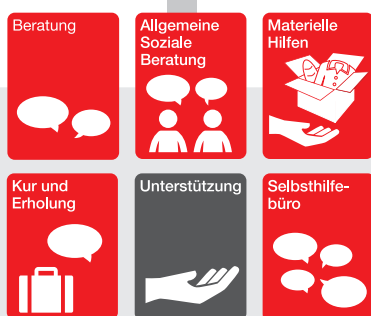 Beratung
Allgemeine
Soziale
Beratung
Materielle
Hilfen
Kur und
Erholung
Unterstützung
Selbsthilfe-
büro